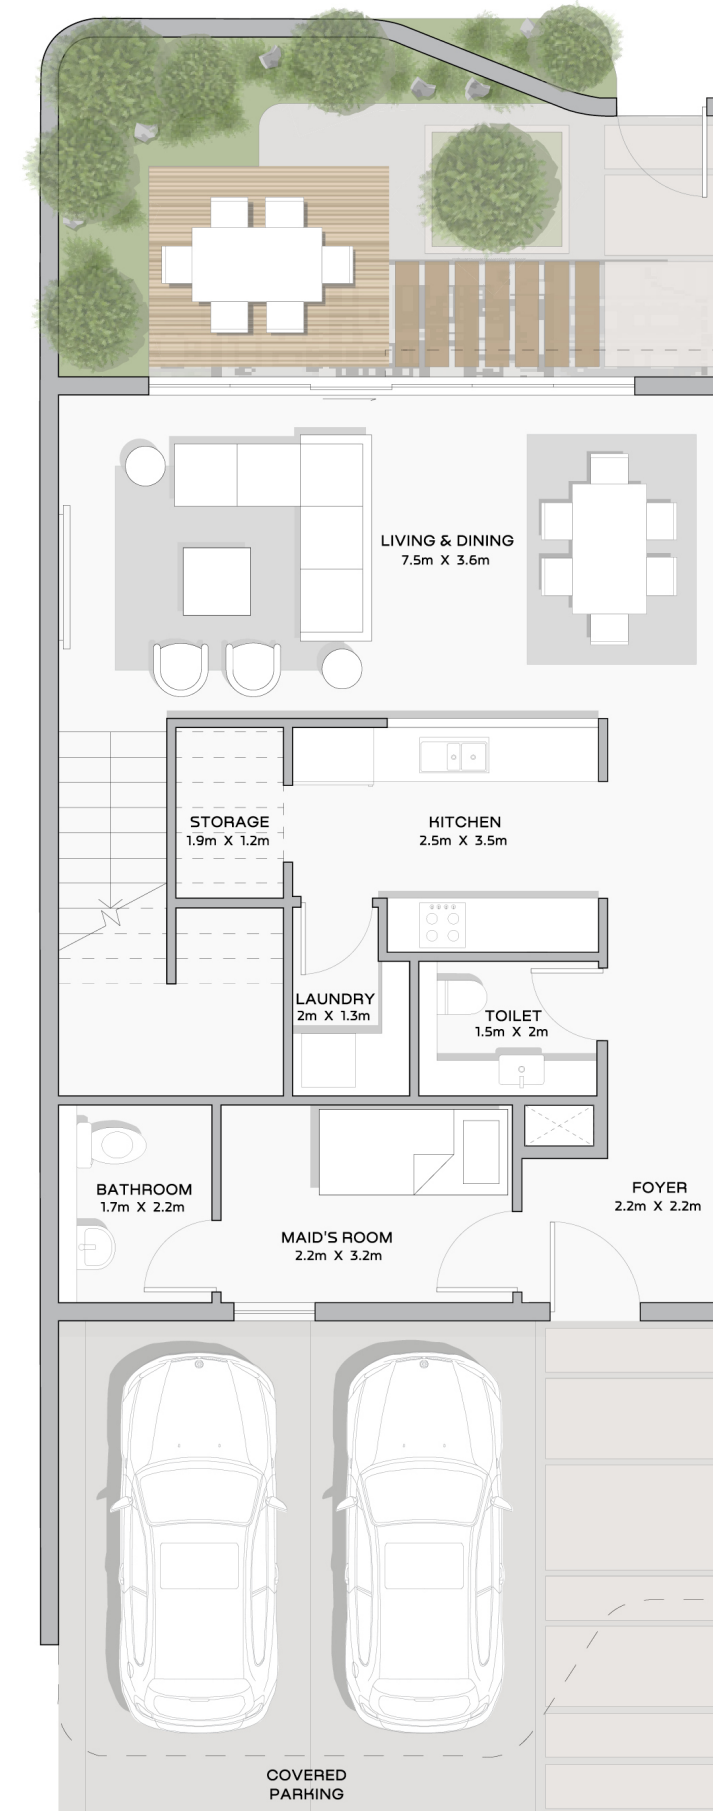 LIVING & DINING
7.5m X 3.6m
STORAGE
1.9m X 1.2m
KITCHEN
2.5m X 3.5m
LAUNDRY
2m X 1.3m
TOILET
1.5m X 2m
BATHROOM
1.7m X 2.2m
MAID'S ROOM
2.2m X 3.2m
FOYER
2.2m X 2.2m
COVERED
PARKING